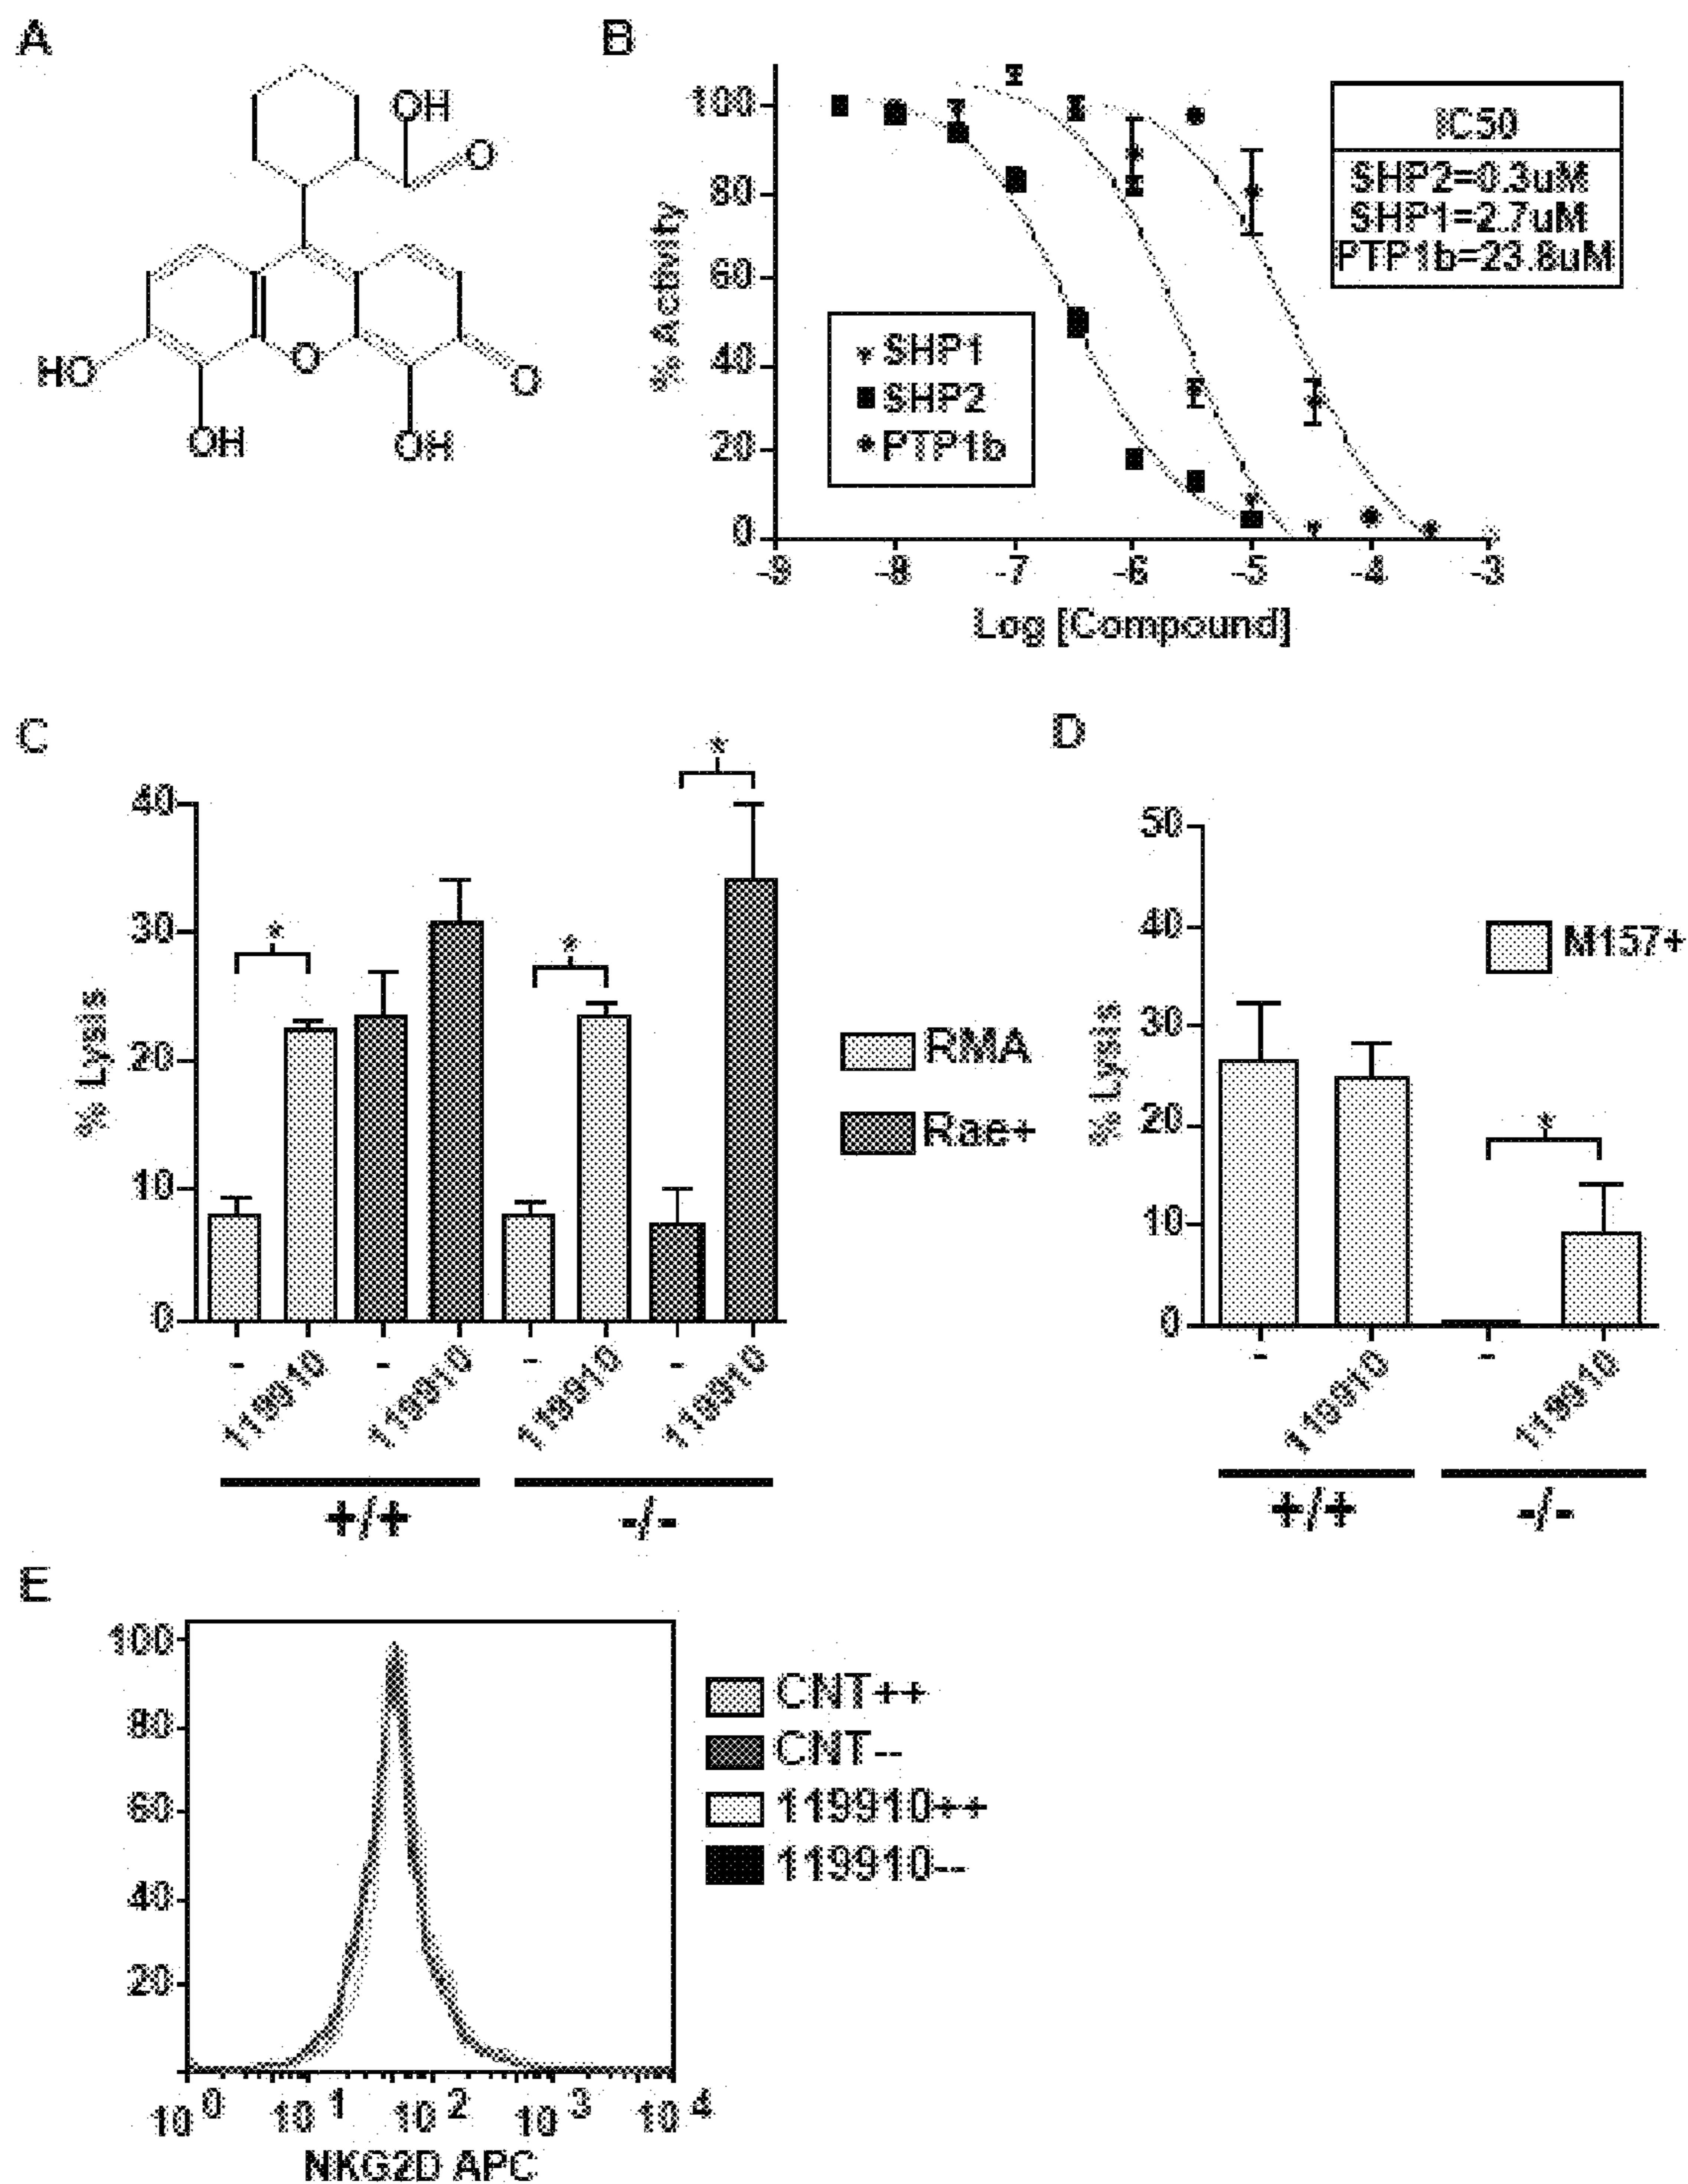 A
OH
O
HO
O
O
OH
OH
B
% Activity
100
80
60
40
20
0
-9 -8 -7 -6 -5 -4 -3
Log [Compound]
SHP1
SHP2
PTP1b
IC50
SHP2=0.3uM
SHP1=2.7uM
PTP1b=23.8uM
C
% Lysis
40
30
20
10
0
* * *
- 119910 - 119910 - 119910 - 119910
+/+ -/-
RMA
Rae+
D
% Lysis
50
40
30
20
10
0
*
M157+
- 119910 - 119910
+/+ -/-
E
100
80
60
40
20
10^0 10^1 10^2 10^3 10^4
NKG2D APC
CNT++
CNT--
119910++
119910--